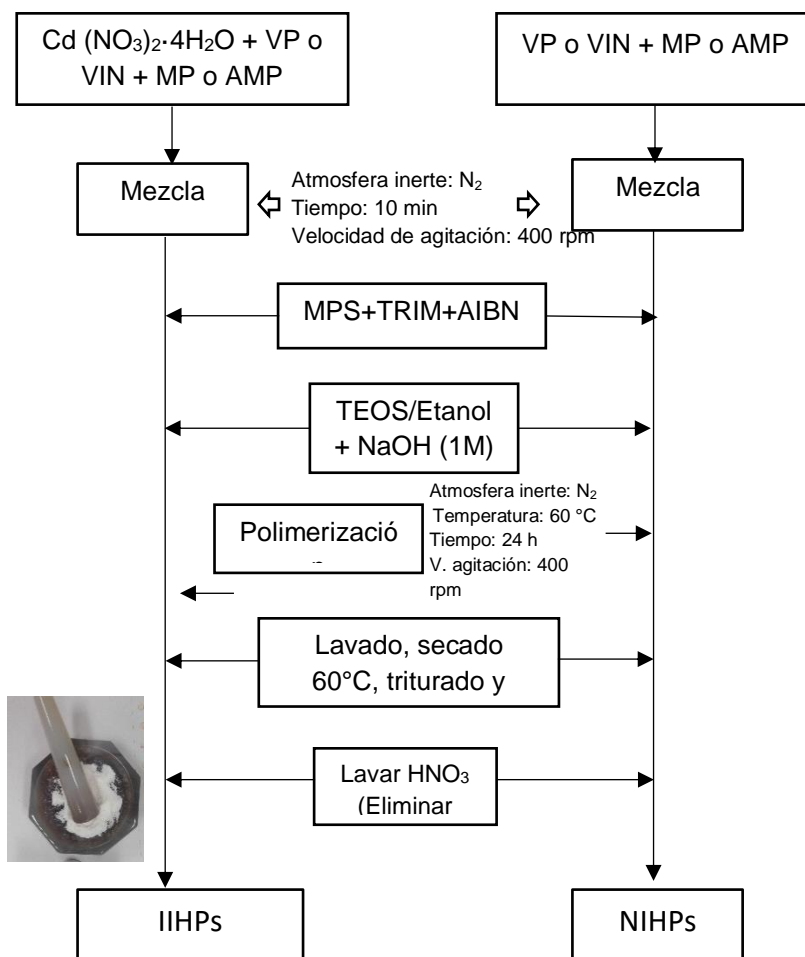 Cd (NO₃)₂·4H₂O + VP o
VIN + MP o AMP
VP o VIN + MP o AMP
Mezcla
Atmosfera inerte: N₂
Tiempo: 10 min
Velocidad de agitación: 400 rpm
Mezcla
MPS+TRIM+AIBN
TEOS/Etanol
+ NaOH (1M)
Polimerizació
Atmosfera inerte: N₂
Temperatura: 60 °C
Tiempo: 24 h
V. agitación: 400
rpm
Lavado, secado
60°C, triturado y
Lavar HNO₃
(Eliminar
IIHPs
NIHPs